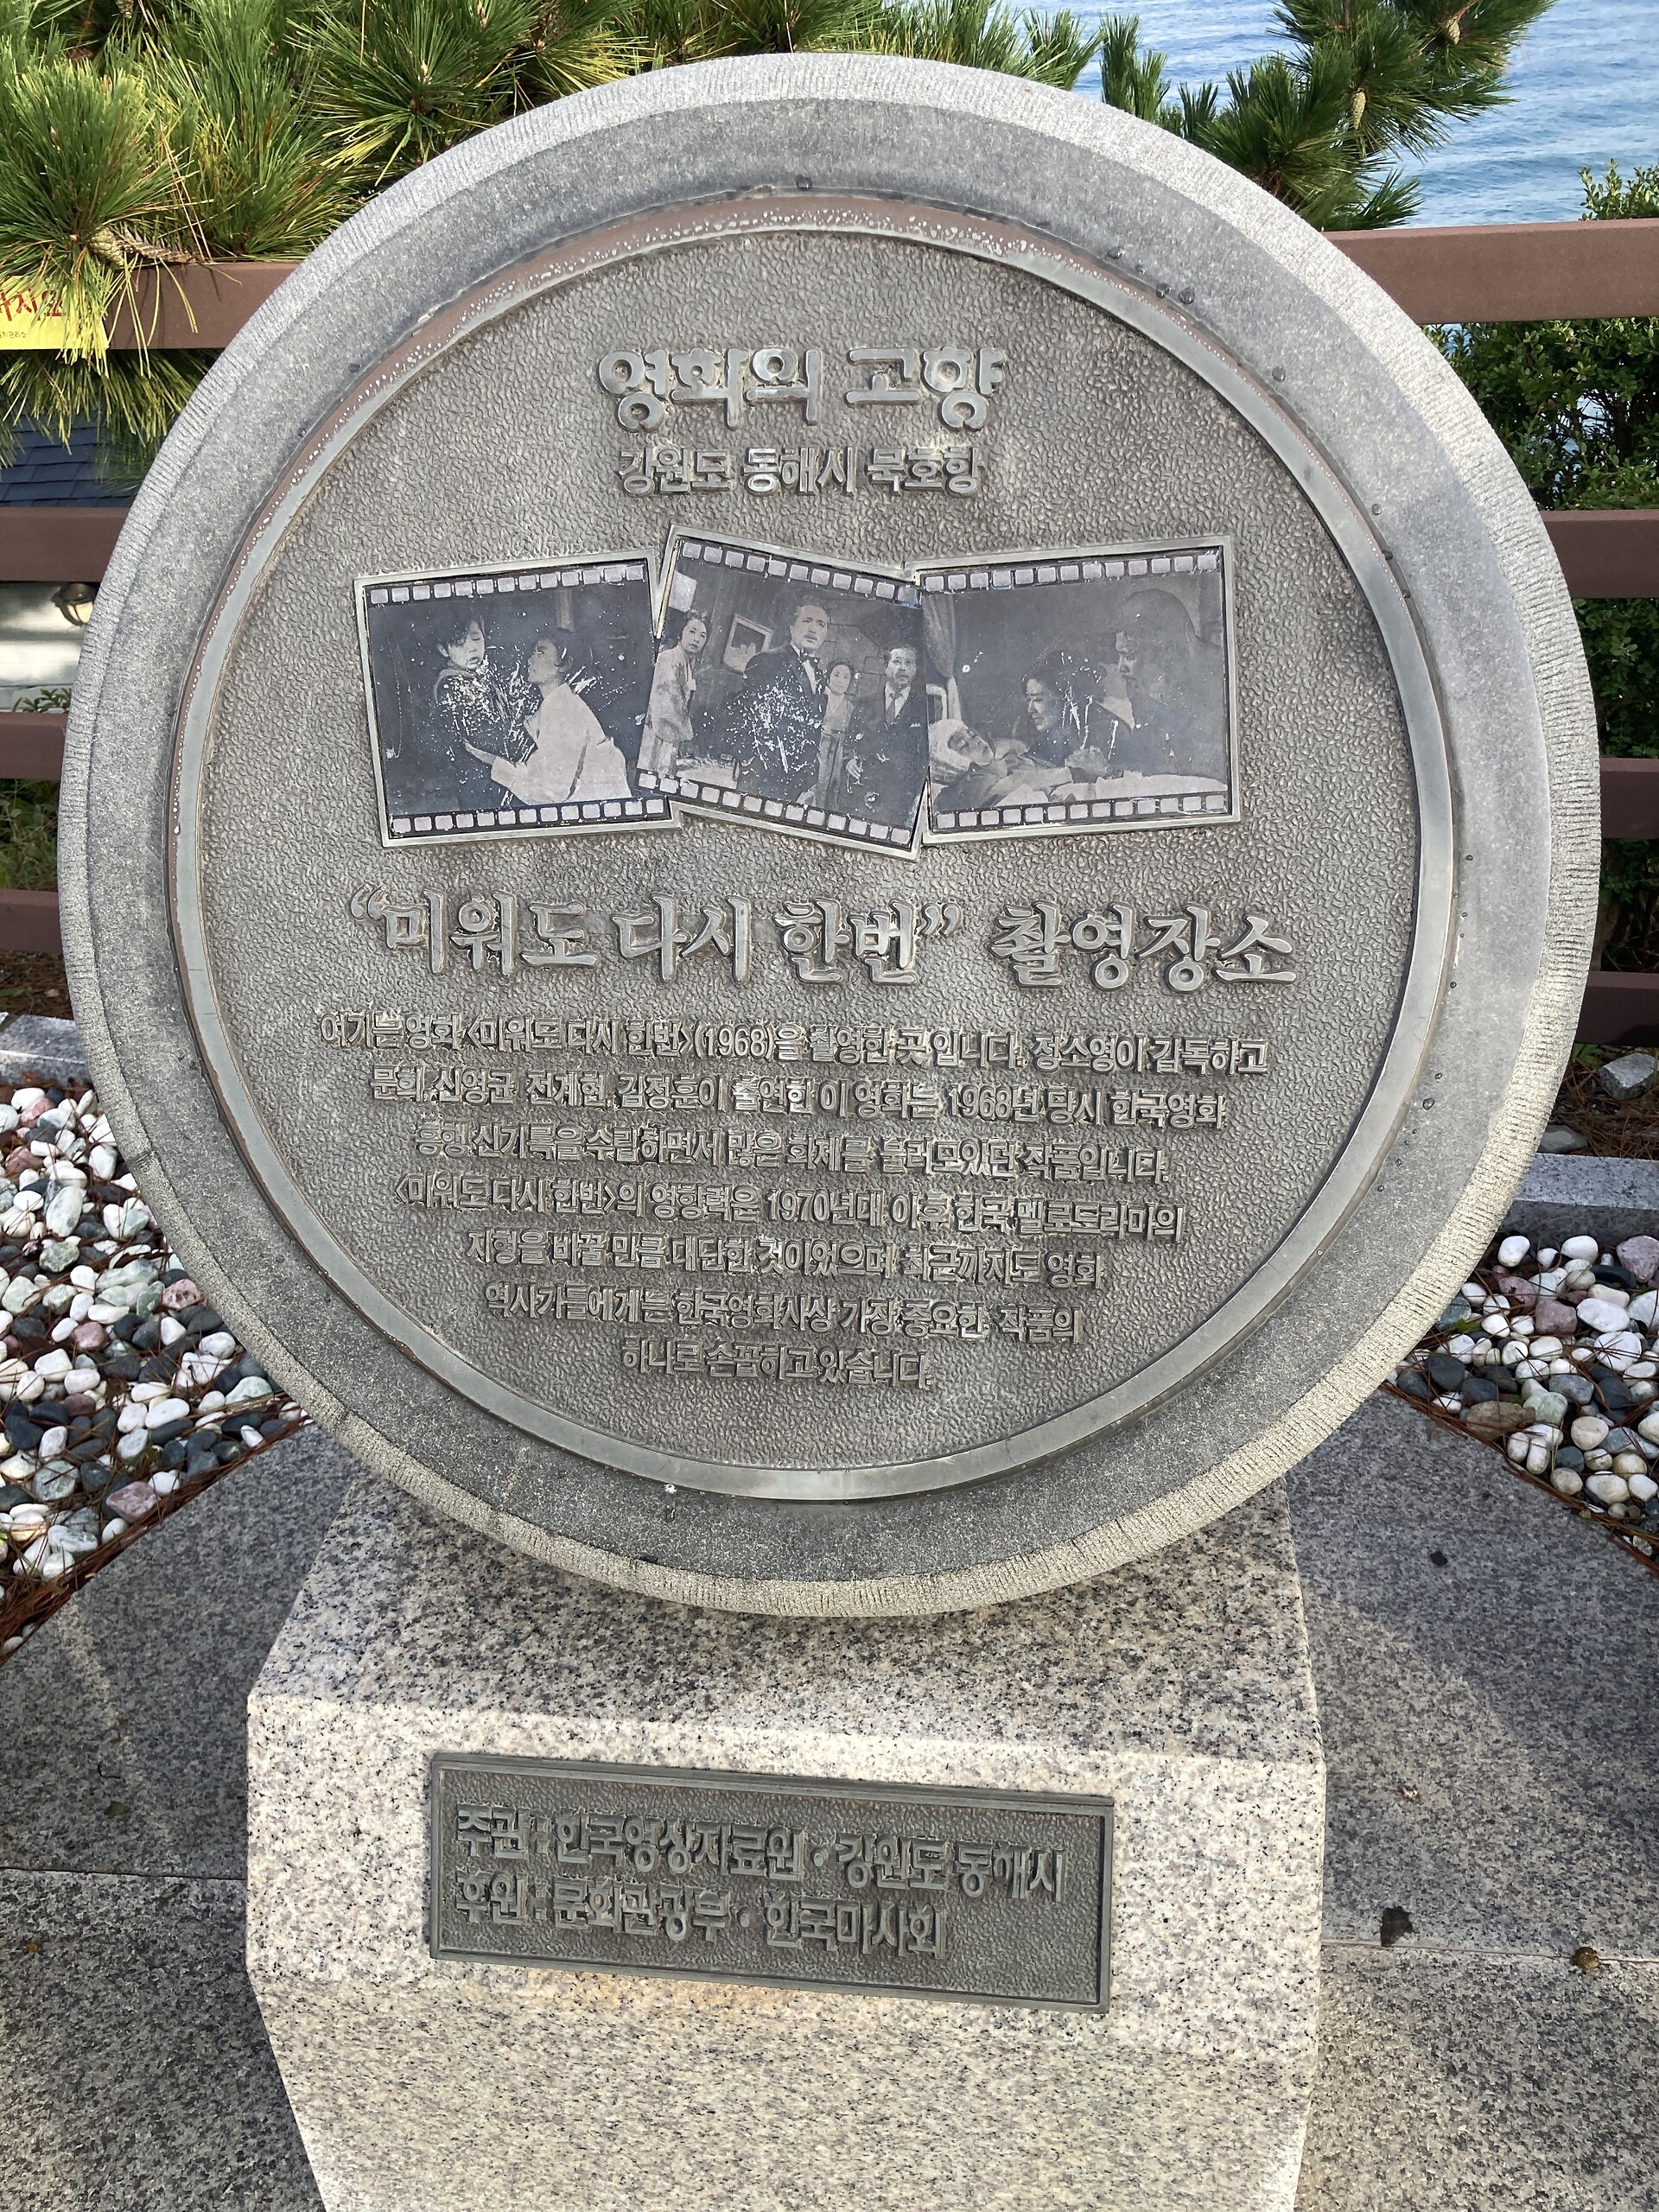 영화의 고향
강원도 동해시 묵호항
“미워도 다시 한번” 촬영장소
여기는 영화 <미워도 다시 한번> (1968)을 촬영한 곳 입니다. 정소영이 감독하고
문희, 신영균, 전계현, 김정훈이 출연한 이 영화는 1968년 당시 한국영화
흥행 신기록을 수립하면서 많은 화제를 불러 모았던 작품입니다.
<미워도 다시 한번>의 영향력은 1970년대 이후 한국 멜로드라마의
지형을 바꿀 만큼 대단한 것이었으며 최근까지도 영화
역사가들에게는 한국영화사상 가장 중요한 작품의
하나로 손꼽히고 있습니다.
주관 : 한국영상자료원 · 강원도 동해시
후원 : 문화관광부 · 한국마사회